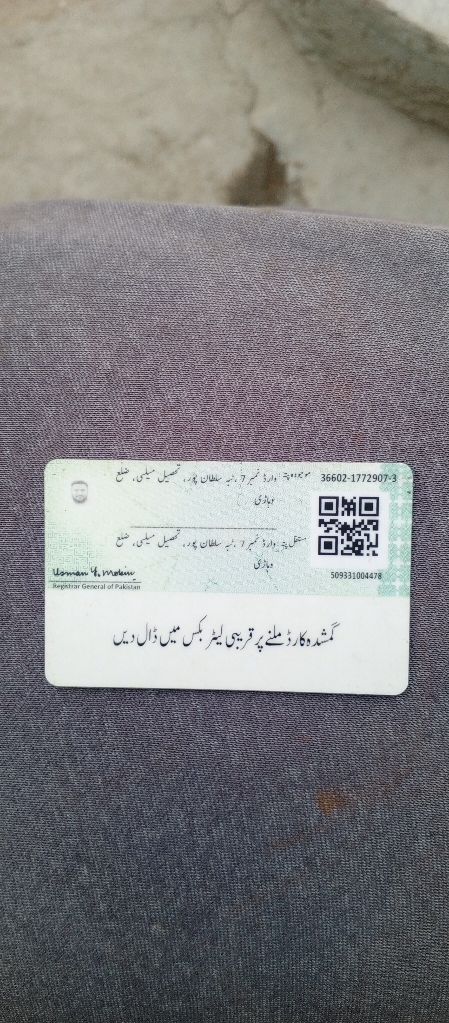 36602-1772907-3
موجودہ پتہ: وارڈ نمبر 7، ٹبہ سلطان پور، تحصیل میلسی، ضلع
وہاڑی
مستقل پتہ: وارڈ نمبر 7، ٹبہ سلطان پور، تحصیل میلسی، ضلع
وہاڑی
509331004478
Usman Y. Mobin
Registrar General of Pakistan
گمشدہ کارڈ ملنے پر قریبی لیٹر بکس میں ڈال دیں